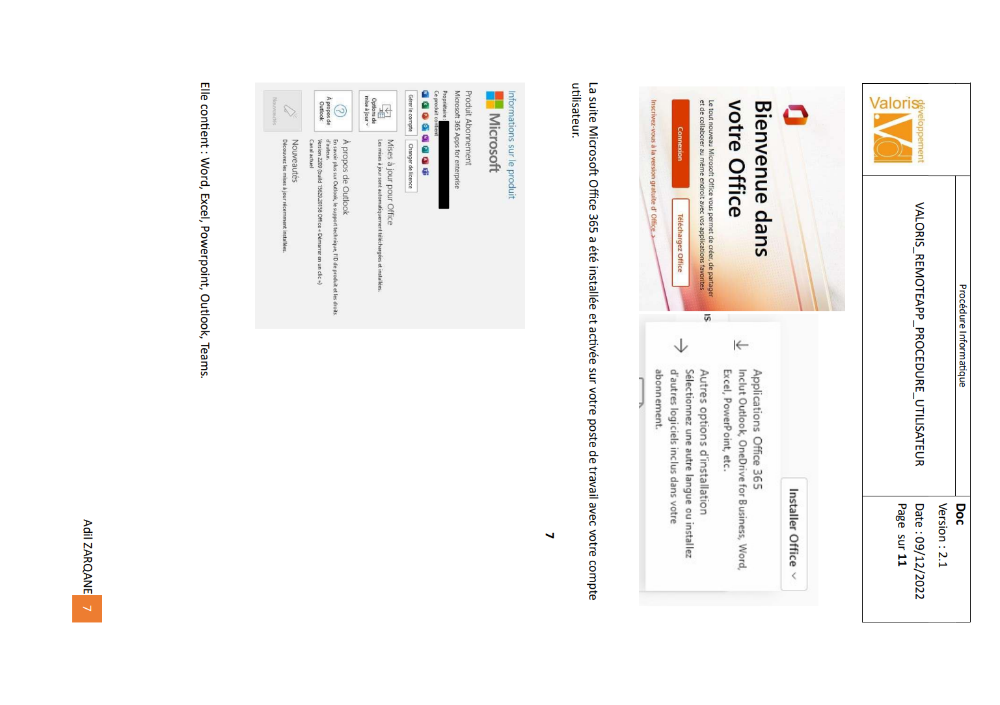 développement
Valoris
.Va
Procédure Informatique
VALORIS_REMOTEAPP_PROCEDURE_UTILISATEUR
Doc
Version : 2.1
Date : 09/12/2022
Page sur 11
Bienvenue dans
votre Office
Le tout nouveau Microsoft Office vous permet de créer, de partager
et de collaborer au même endroit avec vos applications favorites
Connexion
Téléchargez Office
Inscrivez-vous à la version gratuite d'Office >
Installer Office
Applications Office 365
Inclut Outlook, OneDrive for Business, Word,
Excel, PowerPoint, etc.
Autres options d'installation
Sélectionnez une autre langue ou installez
d'autres logiciels inclus dans votre
abonnement.
is
La suite Microsoft Office 365 a été installée et activée sur votre poste de travail avec votre compte
utilisateur.
7
Informations sur le produit
Microsoft
Produit Abonnement
Microsoft 365 Apps for enterprise
Propriétaire :
Ce produit contient
Gérer le compte
Changer de licence
Options de
mise à jour
Mises à jour pour Office
Les mises à jour sont automatiquement téléchargées et installées.
À propos de
Outlook
À propos de Outlook
En savoir plus sur Outlook, le support technique, l'ID de produit et les droits
d'auteur.
Version 2209 (build 15629.20156 Office « Démarrer en un clic »)
Canal actuel
Nouveautés
Nouveautés
Découvrez les mises à jour récemment installées.
Elle contient : Word, Excel, Powerpoint, Outlook, Teams.
Adil ZARQANE
7